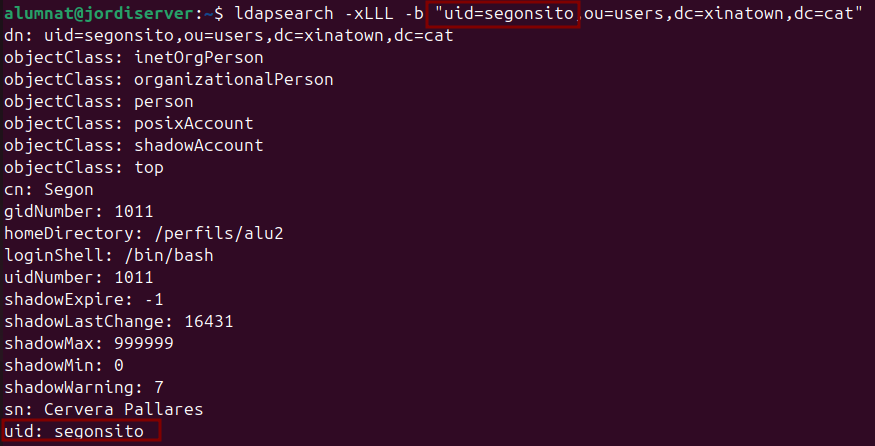 alumnat@jordiserver:~$ ldapsearch -xLLL -b "uid=segonsito,ou=users,dc=xinatown,dc=cat"
dn: uid=segonsito,ou=users,dc=xinatown,dc=cat
objectClass: inetOrgPerson
objectClass: organizationalPerson
objectClass: person
objectClass: posixAccount
objectClass: shadowAccount
objectClass: top
cn: Segon
gidNumber: 1011
homeDirectory: /perfils/alu2
loginShell: /bin/bash
uidNumber: 1011
shadowExpire: -1
shadowLastChange: 16431
shadowMax: 999999
shadowMin: 0
shadowWarning: 7
sn: Cervera Pallares
uid: segonsito